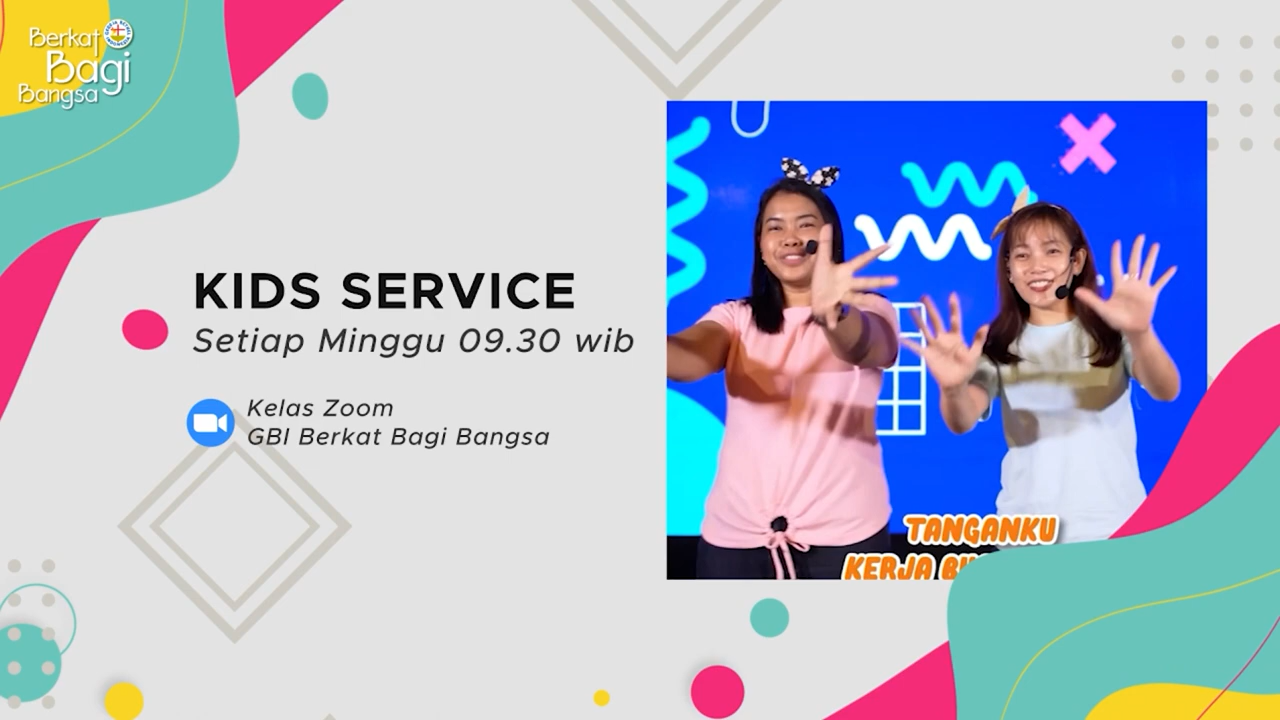 Berkat
Bagi
Bangsa
KIDS SERVICE
Setiap Minggu 09.30 wib
Kelas Zoom
GBI Berkat Bagi Bangsa
TANGANKU
KERJA